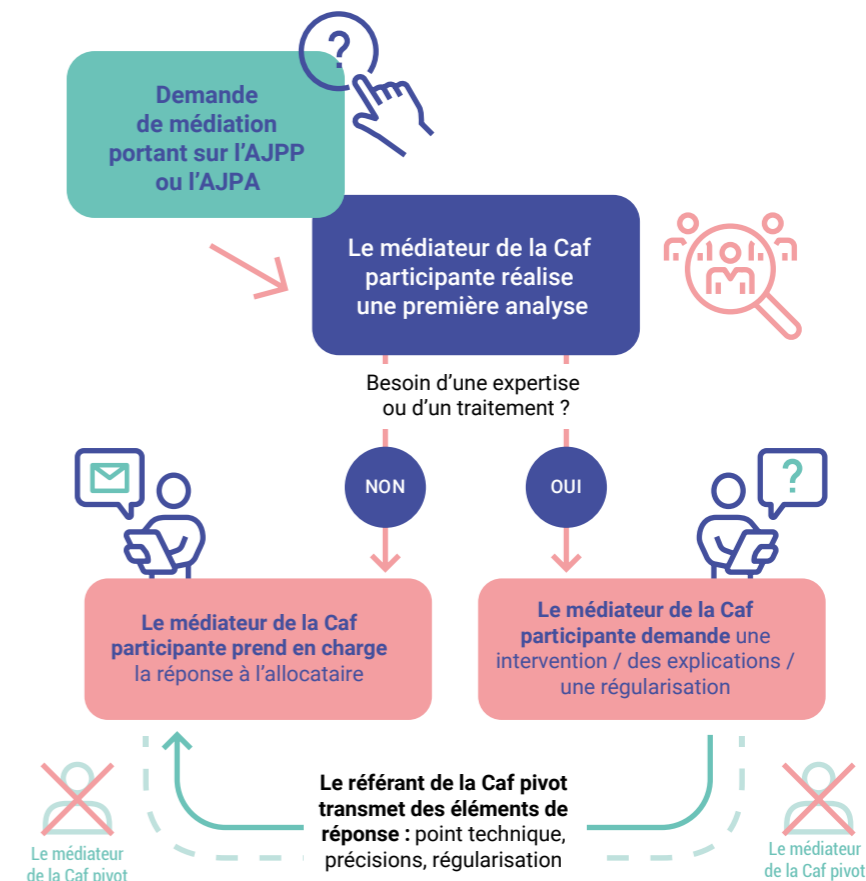 ?
Demande
de médiation
portant sur l’AJPP
ou l’AJPA
Le médiateur de la Caf
participante réalise
une première analyse
Besoin d’une expertise
ou d’un traitement ?
NON
OUI
?
Le médiateur de la Caf
participante prend en charge
la réponse à l’allocataire
Le médiateur de la Caf
participante demande une
intervention / des explications /
une régularisation
Le référant de la Caf pivot
transmet des éléments de
réponse : point technique,
précisions, régularisation
Le médiateur
de la Caf pivot
Le médiateur
de la Caf pivot